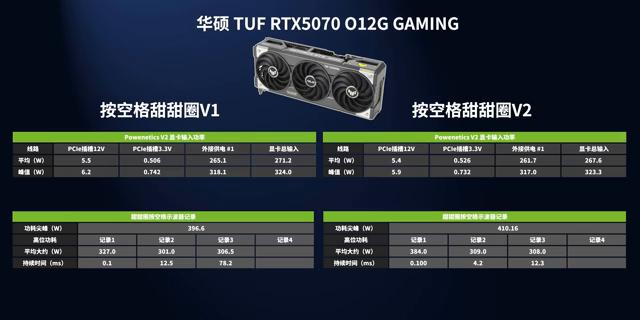 华硕 TUF RTX5070 O12G GAMING
按空格甜甜圈V1
Powenetics V2 显卡输入功率
线路 PCIe插槽12V PCIe插槽3.3V 外接供电 #1 显卡总输入
平均（W） 5.5 0.506 265.1 271.2
峰值（W） 6.2 0.742 318.1 324.0
甜甜圈按空格示波器记录
功耗尖峰（W） 396.6
高位功耗 记录1 记录2 记录3 记录4
平均大约（W） 327.0 301.0 306.5
持续时间（ms） 0.1 12.5 78.2
按空格甜甜圈V2
Powenetics V2 显卡输入功率
线路 PCIe插槽12V PCIe插槽3.3V 外接供电 #1 显卡总输入
平均（W） 5.4 0.526 261.7 267.6
峰值（W） 5.9 0.732 317.0 323.3
甜甜圈按空格示波器记录
功耗尖峰（W） 410.16
高位功耗 记录1 记录2 记录3 记录4
平均大约（W） 384.0 309.0 308.0
持续时间（ms） 0.100 4.2 12.3